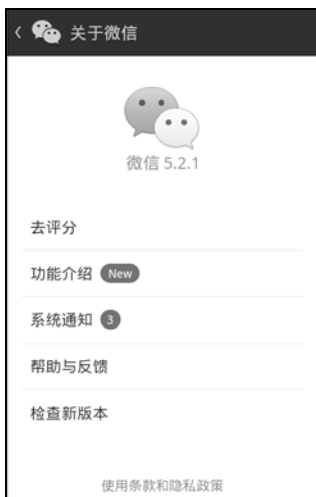 关于微信
微信 5.2.1
去评分
功能介绍 New
系统通知 3
帮助与反馈
检查新版本
使用条款和隐私政策